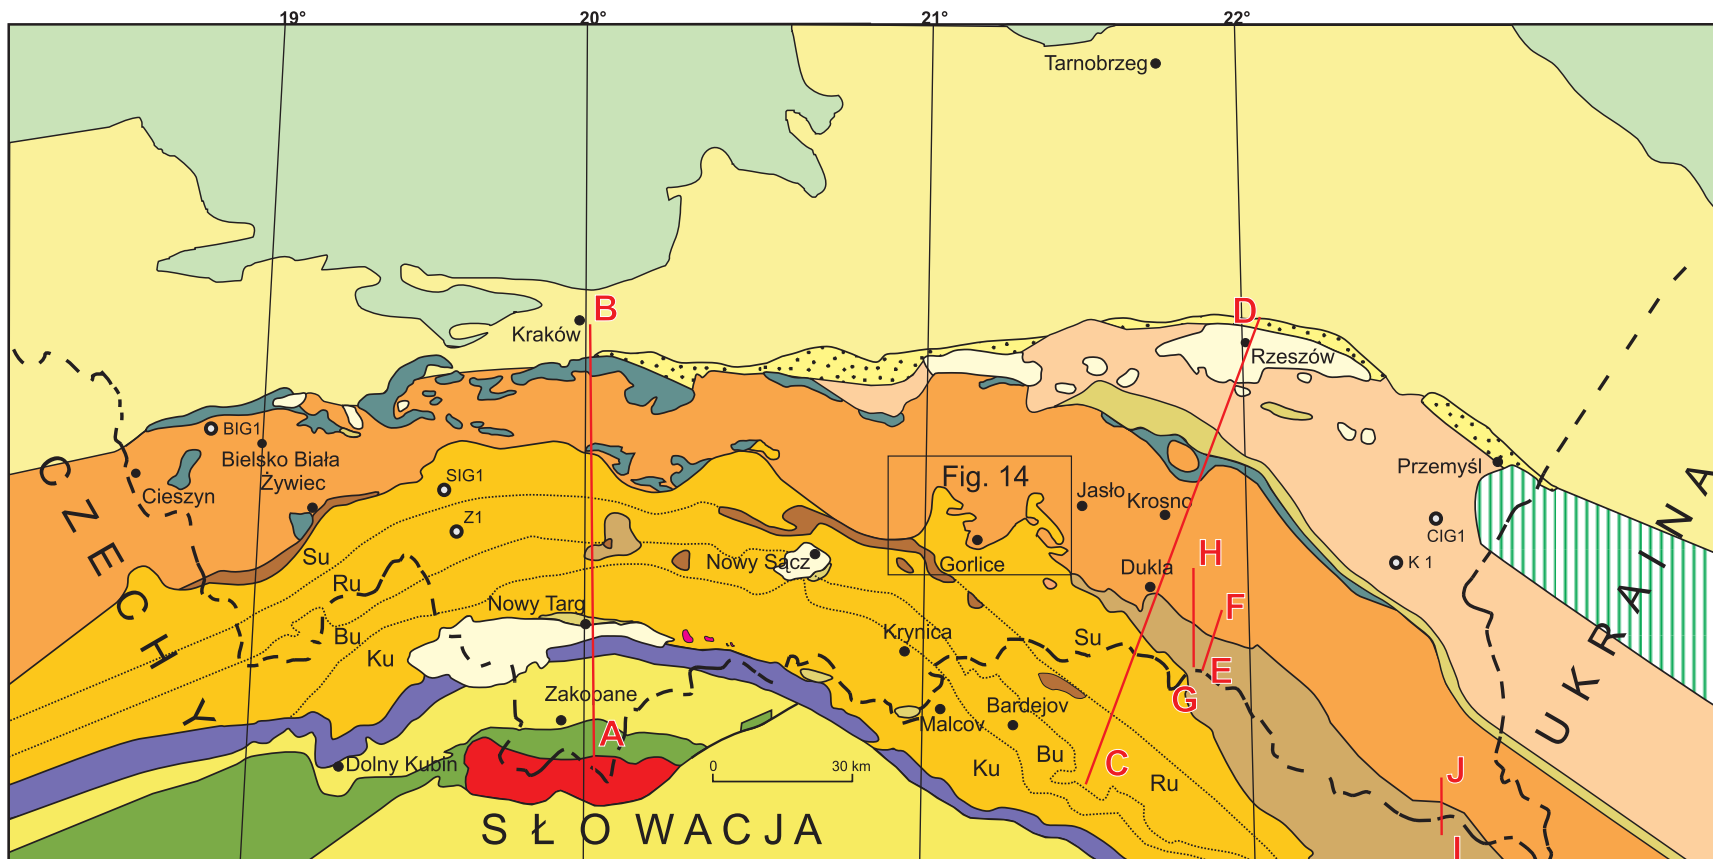 19° 20° 21° 22°
Tarnobrzeg
B
D
Kraków
Rzeszów
BIG1
Bielsko Biała
Żywiec
Cieszyn
SIG1
Z1
Fig. 14
Jasło
Krosno
Przemyśl
CIG1
K 1
Gorlice
Nowy Sącz
Dukla
H
F
E
G
Su
Ru
Bu
Ku
Nowy Targ
Krynica
Su
Zakopane
A
Malcov
Bardejov
Dolny Kubin
0 30 km
Ku
Bu
C
Ru
J
I
CZECHY
SŁOWACJA
UKRAINA